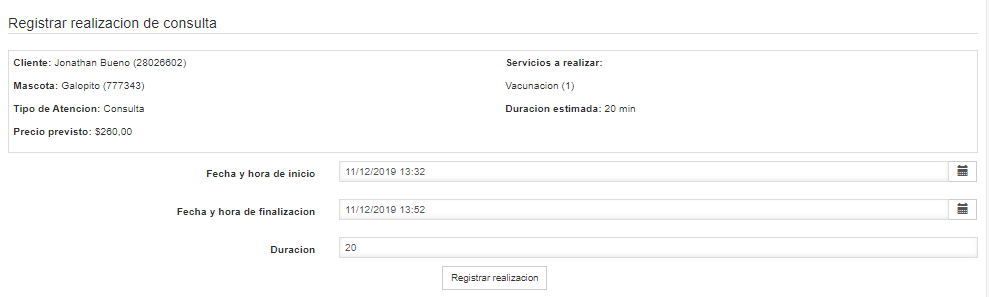 Registrar realizacion de consulta
Cliente: Jonathan Bueno (28026602)
Mascota: Galopito (777343)
Tipo de Atencion: Consulta
Precio previsto: $260,00
Servicios a realizar:
Vacunacion (1)
Duracion estimada: 20 min
Fecha y hora de inicio
11/12/2019 13:32
Fecha y hora de finalizacion
11/12/2019 13:52
Duracion
20
Registrar realizacion